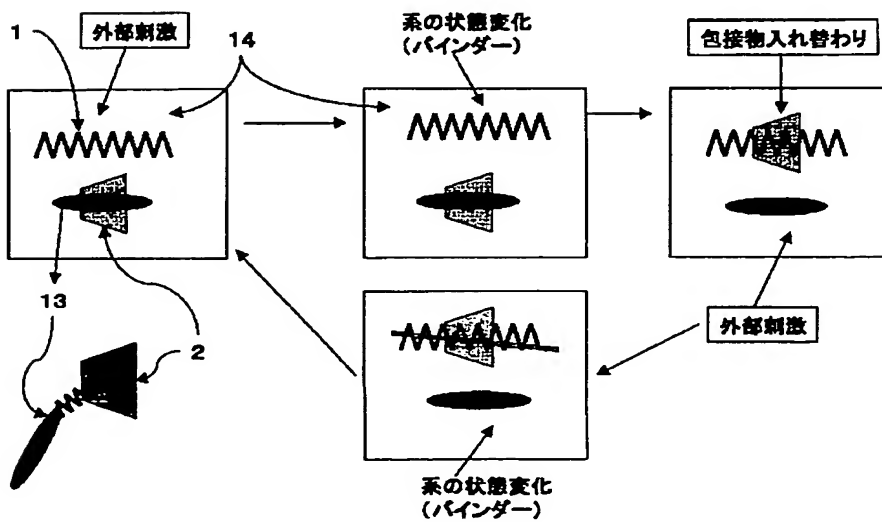 1
外部刺激
14
系の状態変化
(バインダー)
包接物入れ替わり
13
2
外部刺激
系の状態変化
(バインダー)